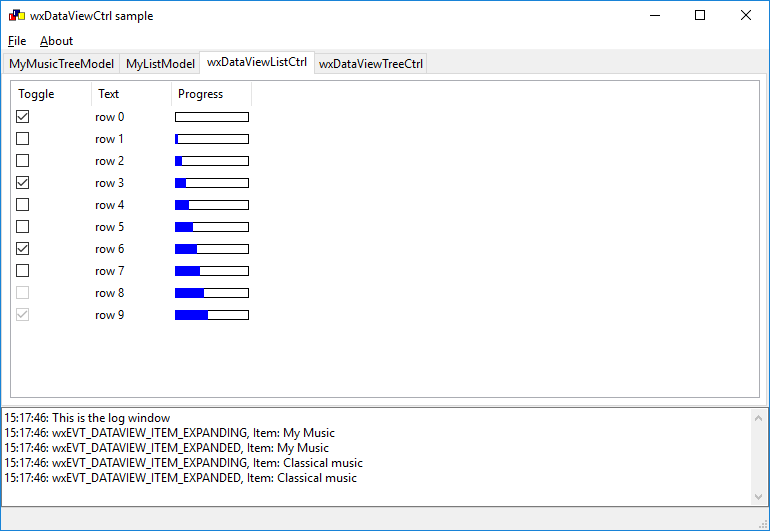 wxDataViewCtrl sample
File About
MyMusicTreeModel MyListModel wxDataViewListCtrl wxDataViewTreeCtrl
Toggle Text Progress
row 0
row 1
row 2
row 3
row 4
row 5
row 6
row 7
row 8
row 9
15:17:46: This is the log window
15:17:46: wxEVT_DATAVIEW_ITEM_EXPANDING, Item: My Music
15:17:46: wxEVT_DATAVIEW_ITEM_EXPANDED, Item: My Music
15:17:46: wxEVT_DATAVIEW_ITEM_EXPANDING, Item: Classical music
15:17:46: wxEVT_DATAVIEW_ITEM_EXPANDED, Item: Classical music